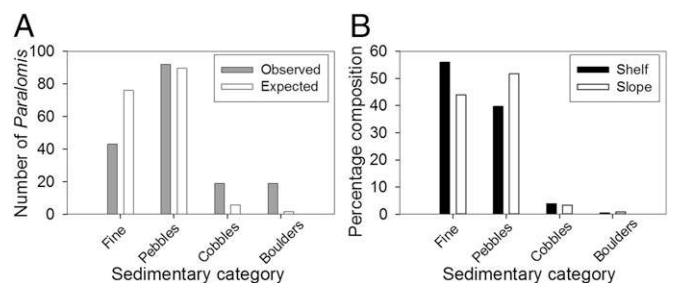 A
Number of Paralomis
100
80
60
40
20
0
Observed
Expected
Fine
Pebbles
Cobbles
Boulders
Sedimentary category
B
Percentage composition
60
50
40
30
20
10
0
Shelf
Slope
Fine
Pebbles
Cobbles
Boulders
Sedimentary category